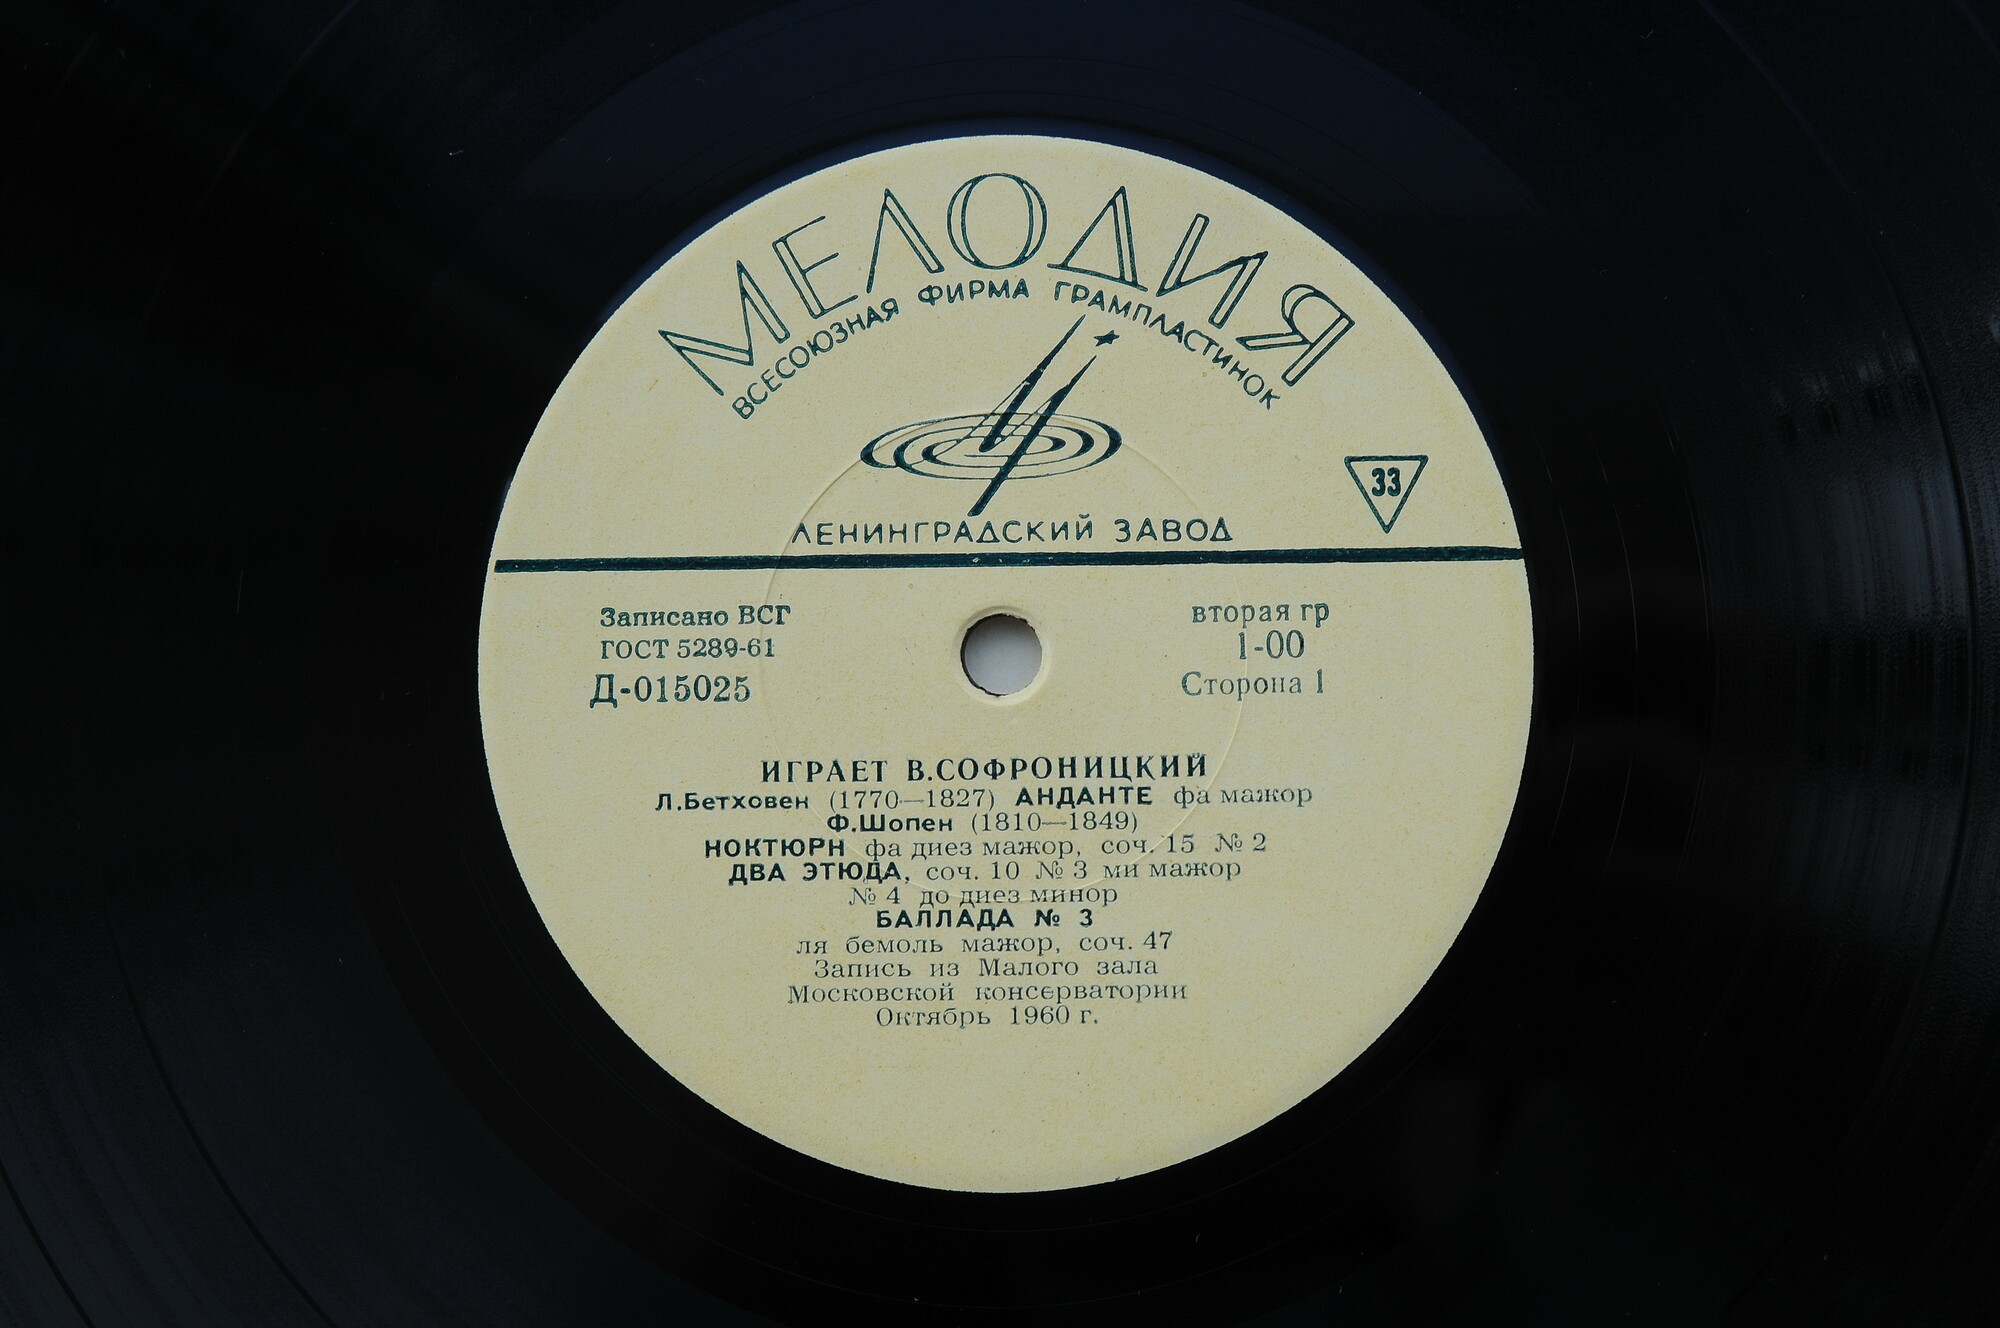 МЕЛОДИЯ
ВСЕСОЮЗНАЯ ФИРМА ГРАМПЛАСТИНОК
33
ЛЕНИНГРАДСКИЙ ЗАВОД
Записано ВСГ
ГОСТ 5289-61
Д-015025
вторая гр
1-00
Сторона 1
ИГРАЕТ В.СОФРОНИЦКИЙ
Л.Бетховен (1770—1827) АНДАНТЕ фа мажор
Ф.Шопен (1810—1849)
НОКТЮРН фа диез мажор, соч. 15 № 2
ДВА ЭТЮДА, соч. 10 № 3 ми мажор
№ 4 до диез минор
БАЛЛАДА № 3
ля бемоль мажор, соч. 47
Запись из Малого зала
Московской консерватории
Октябрь 1960 г.